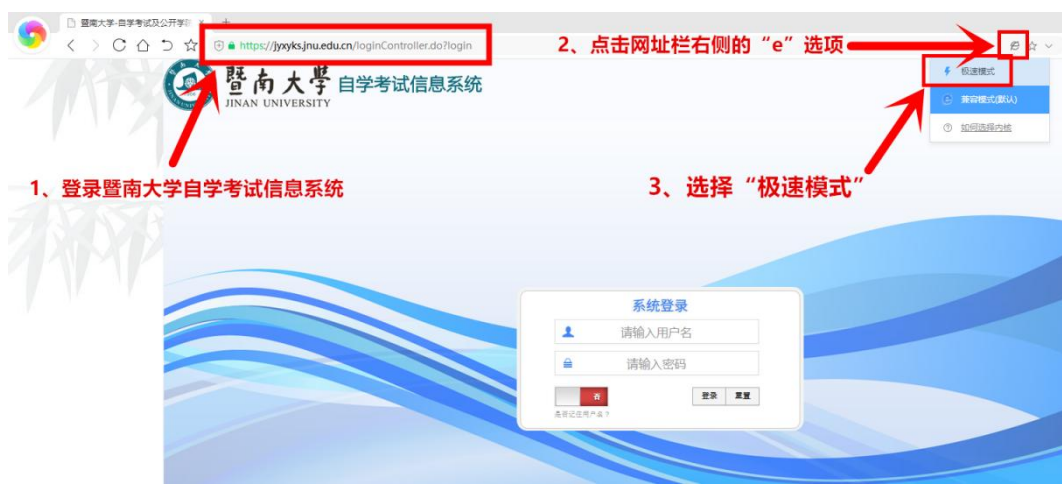 暨南大学-自学考试及公开学
https://jyxyks.jnu.edu.cn/loginController.do?login
2、点击网址栏右侧的“e”选项
暨南大學 自学考试信息系统
JINAN UNIVERSITY
极速模式
兼容模式(默认)
如何选择内核
1、登录暨南大学自学考试信息系统
3、选择“极速模式”
系统登录
请输入用户名
请输入密码
否
登录 重置
是否记住用户名？